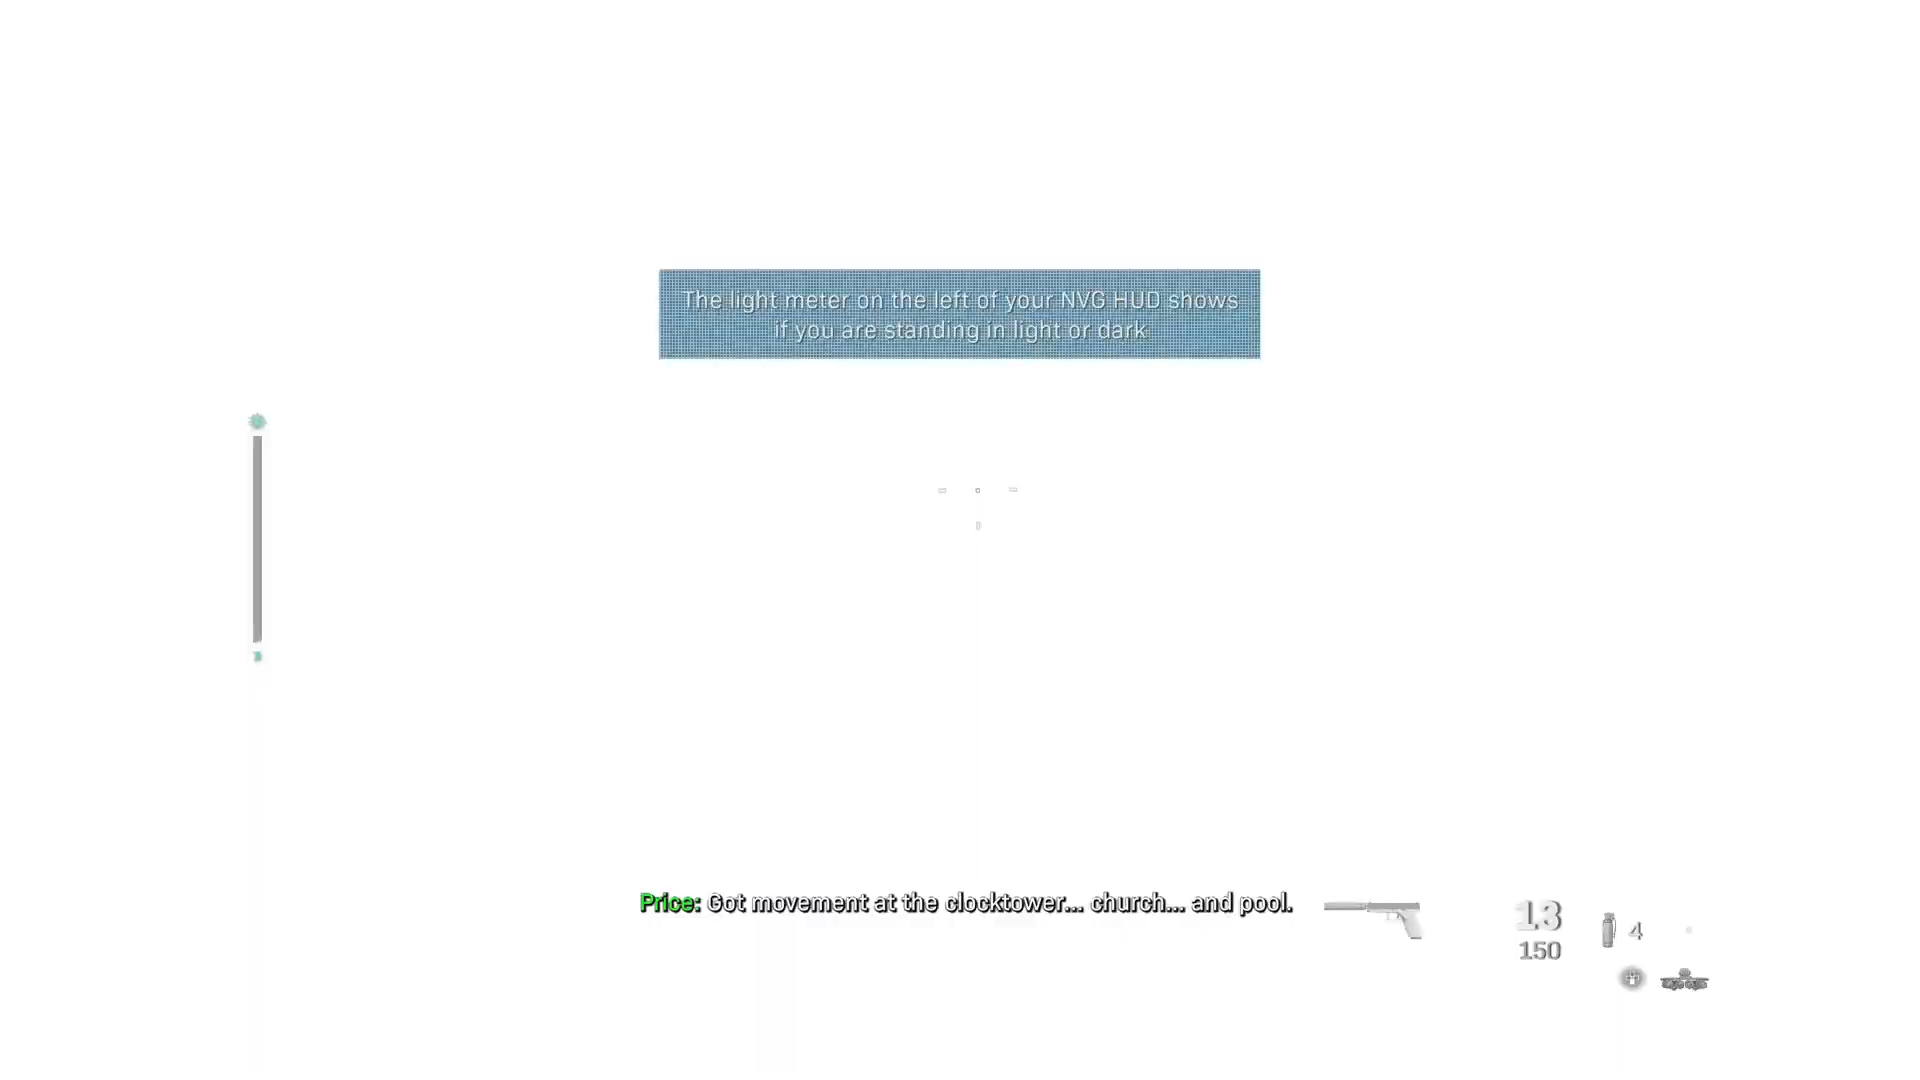 The light meter on the left of your NVG HUD shows
if you are standing in light or dark
Price: Got movement at the clocktower... church... and pool.
13
150
4